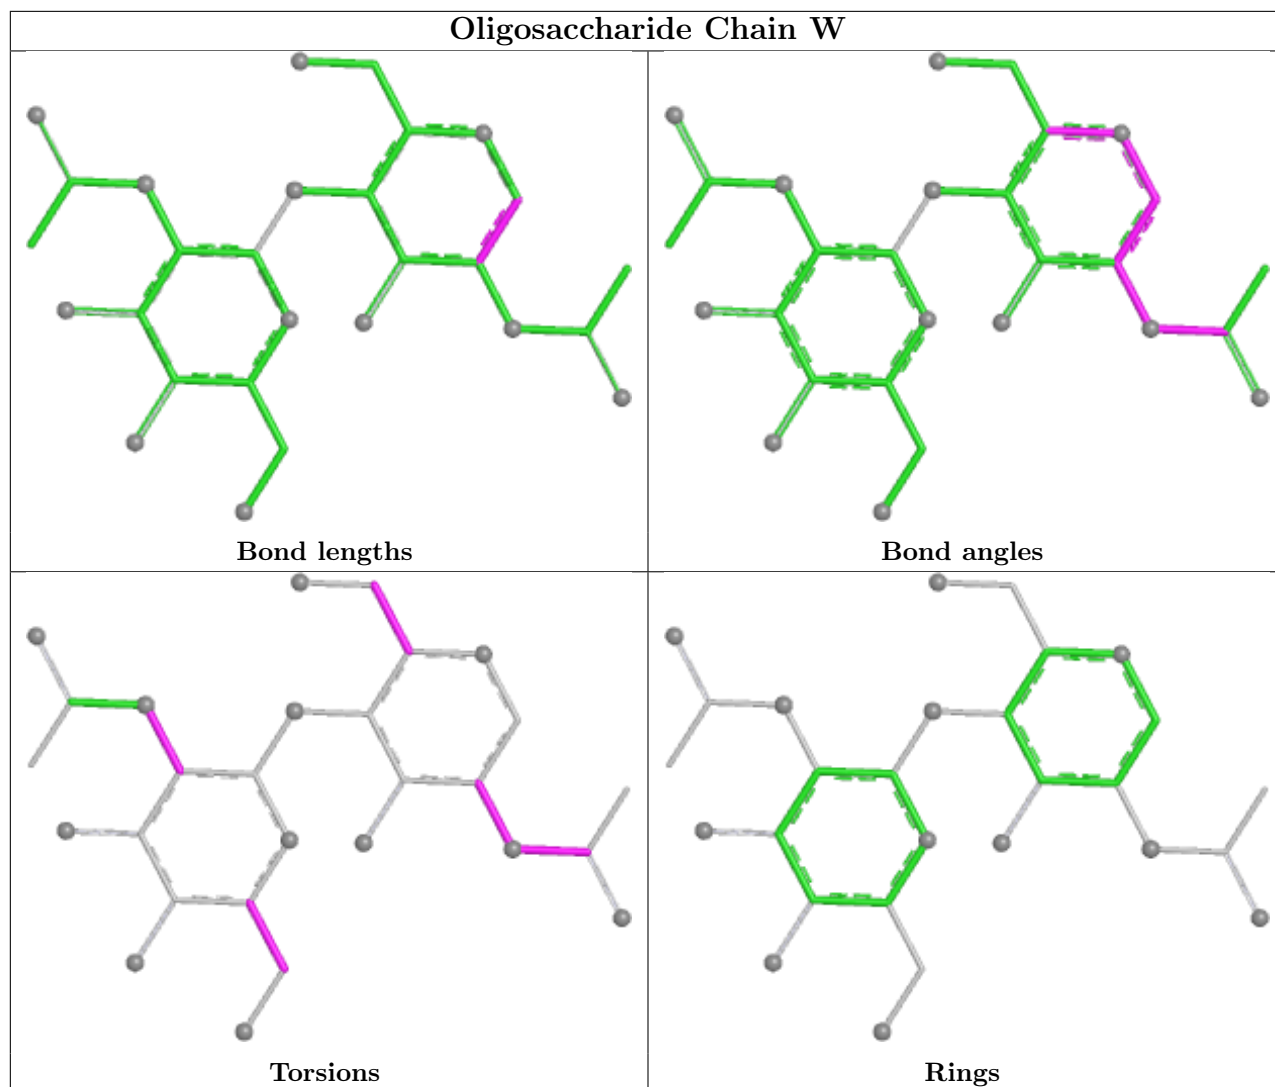 Oligosaccharide Chain W
Bond lengths
Bond angles
Torsions
Rings